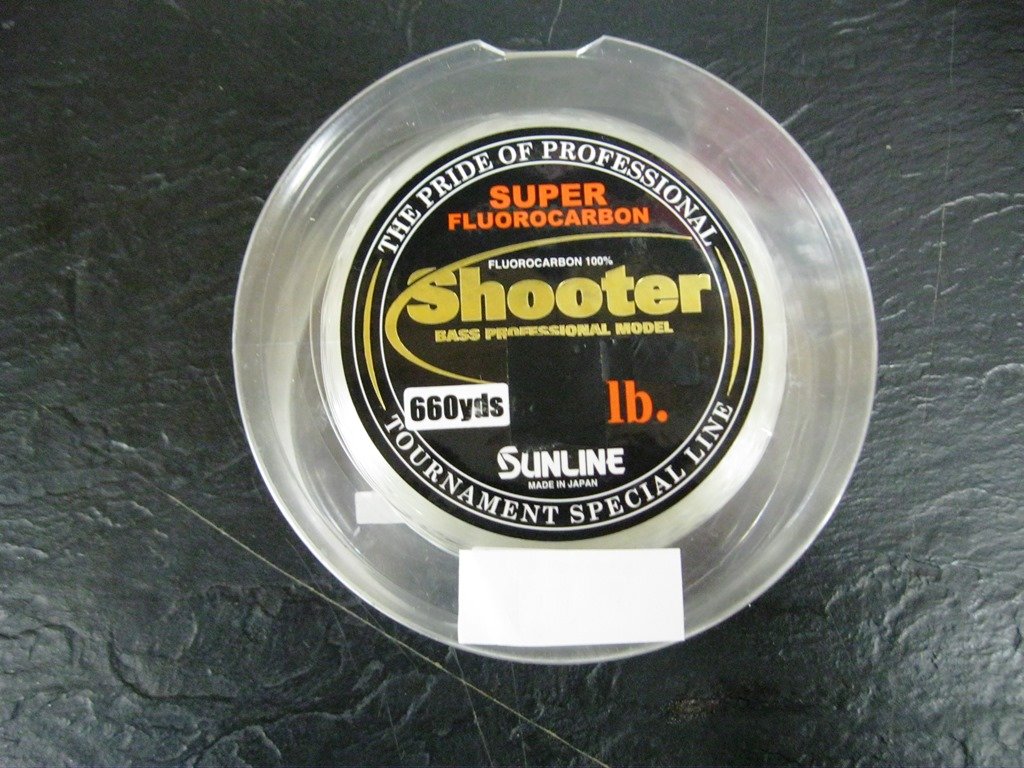 THE PRIDE OF PROFESSIONAL
SUPER
FLUOROCARBON
FLUOROCARBON 100%
Shooter
BASS PROFESSIONAL MODEL
660yds
lb.
SUNLINE
MADE IN JAPAN
TOURNAMENT SPECIAL LINE